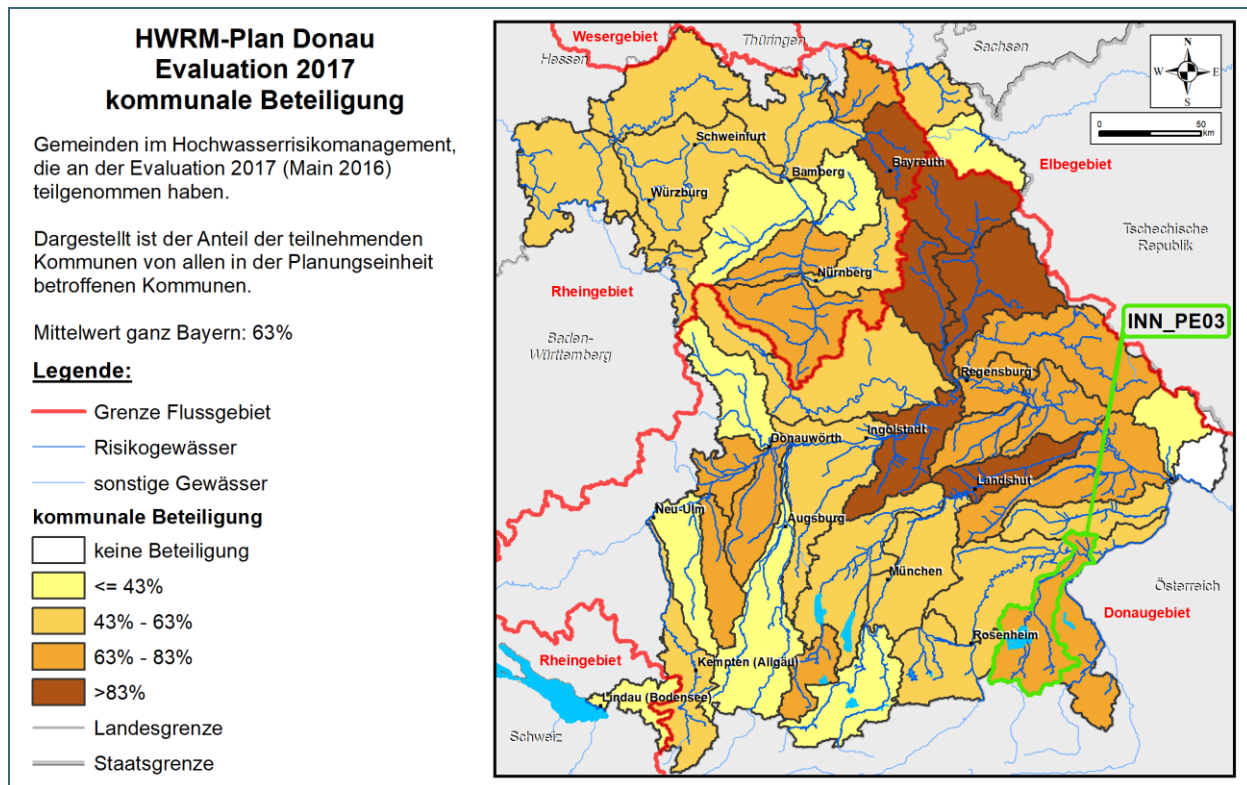 HWRM-Plan Donau
Evaluation 2017
kommunale Beteiligung
Gemeinden im Hochwasserrisikomanagement,
die an der Evaluation 2017 (Main 2016)
teilgenommen haben.
Dargestellt ist der Anteil der teilnehmenden
Kommunen von allen in der Planungseinheit
betroffenen Kommunen.
Mittelwert ganz Bayern: 63%
Legende:
Grenze Flussgebiet
Risikogewässer
sonstige Gewässer
kommunale Beteiligung
keine Beteiligung
<= 43%
43% - 63%
63% - 83%
>83%
Landesgrenze
Staatsgrenze
Wesergebiet
Thüringen
Sachsen
Hessen
N
W
E
S
0
50
km
Schweinfurt
Bayreuth
Elbegebiet
Bamberg
Würzburg
Tschechische
Republik
Nürnberg
Rheingebiet
INN_PE03
Baden-
Württemberg
Regensburg
Ingolstadt
Donauwörth
Landshut
Neu-Ulm
Augsburg
München
Österreich
Donaugebiet
Rosenheim
Rheingebiet
Kempten (Allgäu)
Lindau (Bodensee)
Schweiz